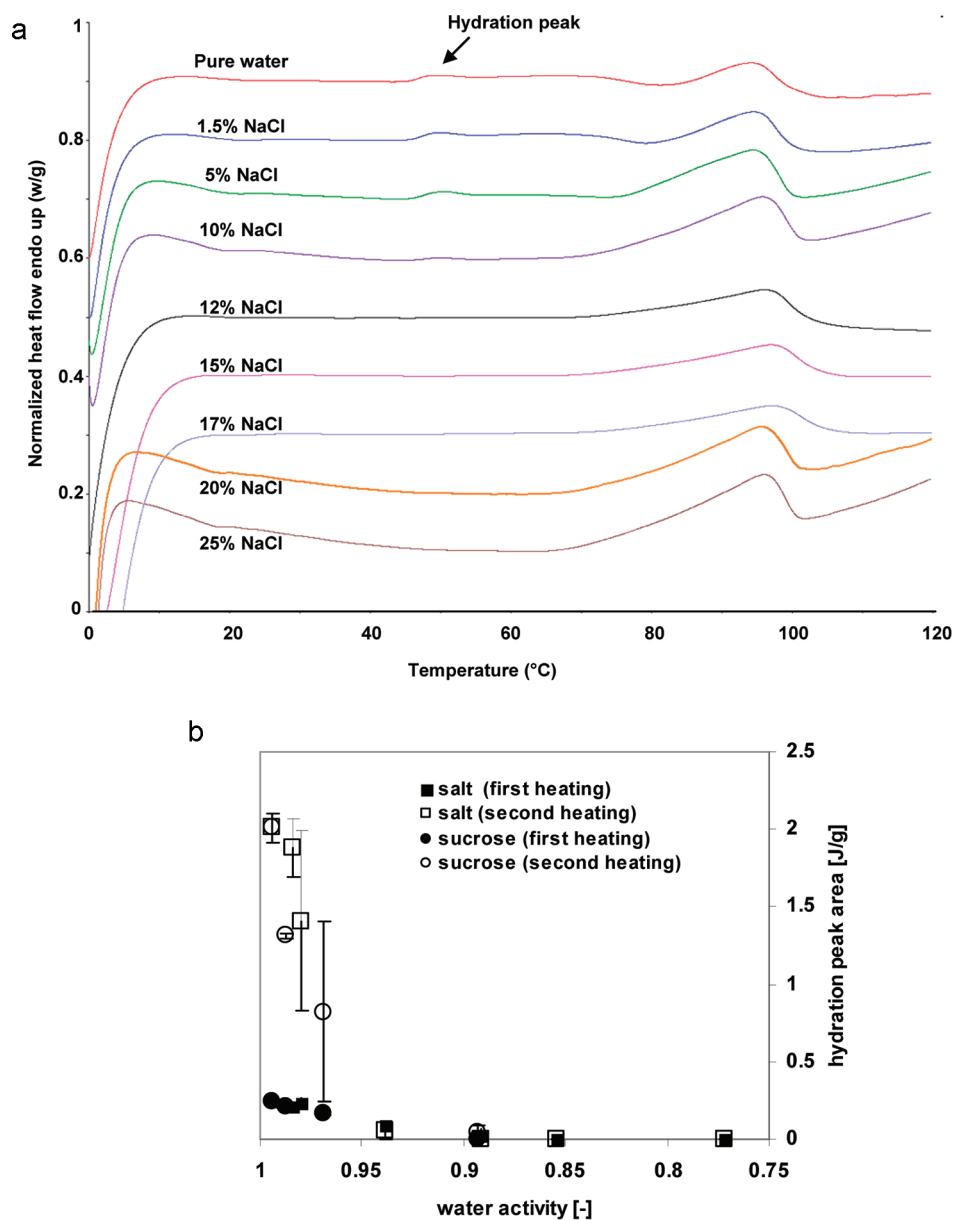 a
Hydration peak
Normalized heat flow endo up (w/g)
1
0.8
0.6
0.4
0.2
0
Pure water
1.5% NaCl
5% NaCl
10% NaCl
12% NaCl
15% NaCl
17% NaCl
20% NaCl
25% NaCl
0 20 40 60 80 100 120
Temperature (°C)
b
salt (first heating)
salt (second heating)
sucrose (first heating)
sucrose (second heating)
2.5
2
1.5
1
0.5
0
hydration peak area [J/g]
1 0.95 0.9 0.85 0.8 0.75
water activity [-]